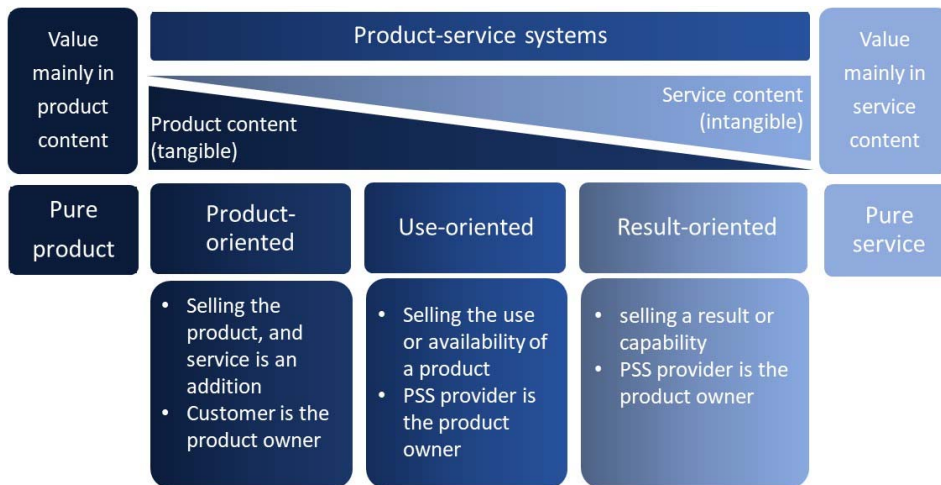 Value
mainly in
product
content
Product-service systems
Product content
(tangible)
Service content
(intangible)
Value
mainly in
service
content
Pure
product
Product-
oriented
Use-oriented
Result-oriented
Pure
service
• Selling the
product, and
service is an
addition
• Customer is the
product owner
• Selling the use
or availability of
a product
• PSS provider is
the product
owner
• selling a result or
capability
• PSS provider is the
product owner